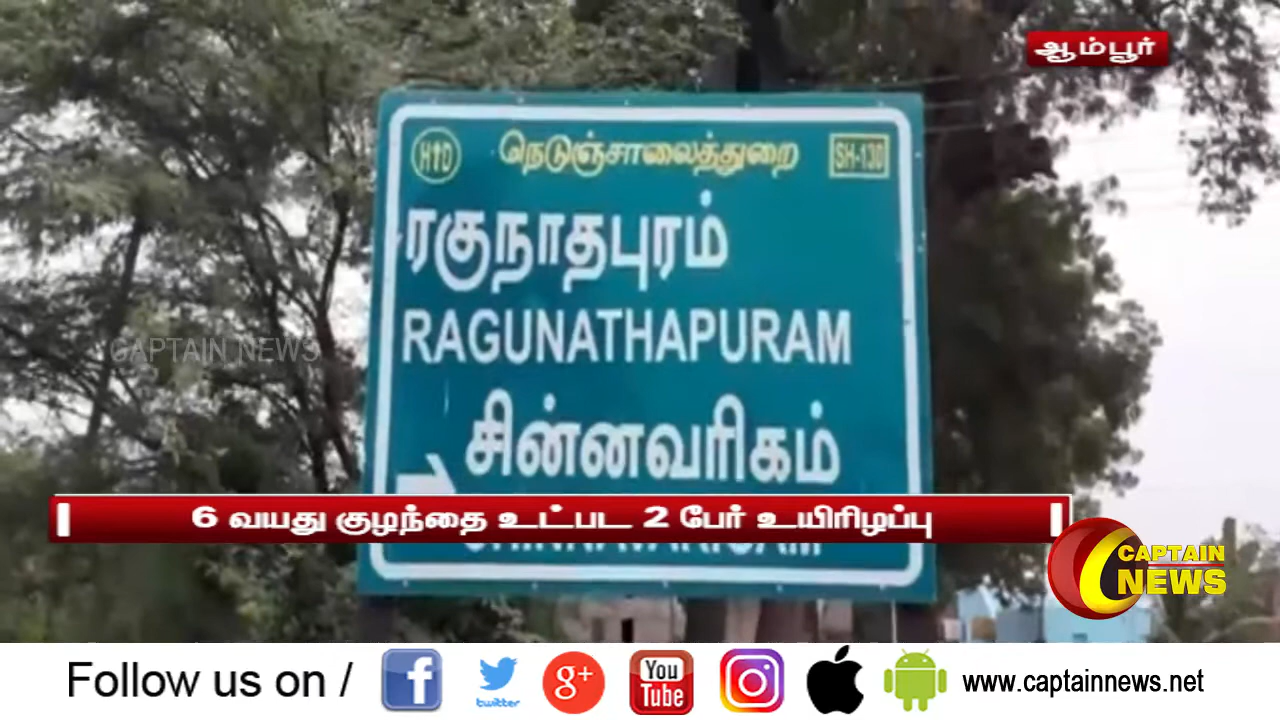 ஆம்பூர்
நெடுஞ்சாலைத்துறை
SH-130
ரகுநாதபுரம்
RAGUNATHAPURAM
CAPTAIN NEWS
சின்னவரிகம்
6 வயது குழந்தை உட்பட 2 பேர் உயிரிழப்பு
CAPTAIN
NEWS
Follow us on /
twitter
g+
You
Tube
www.captainnews.net